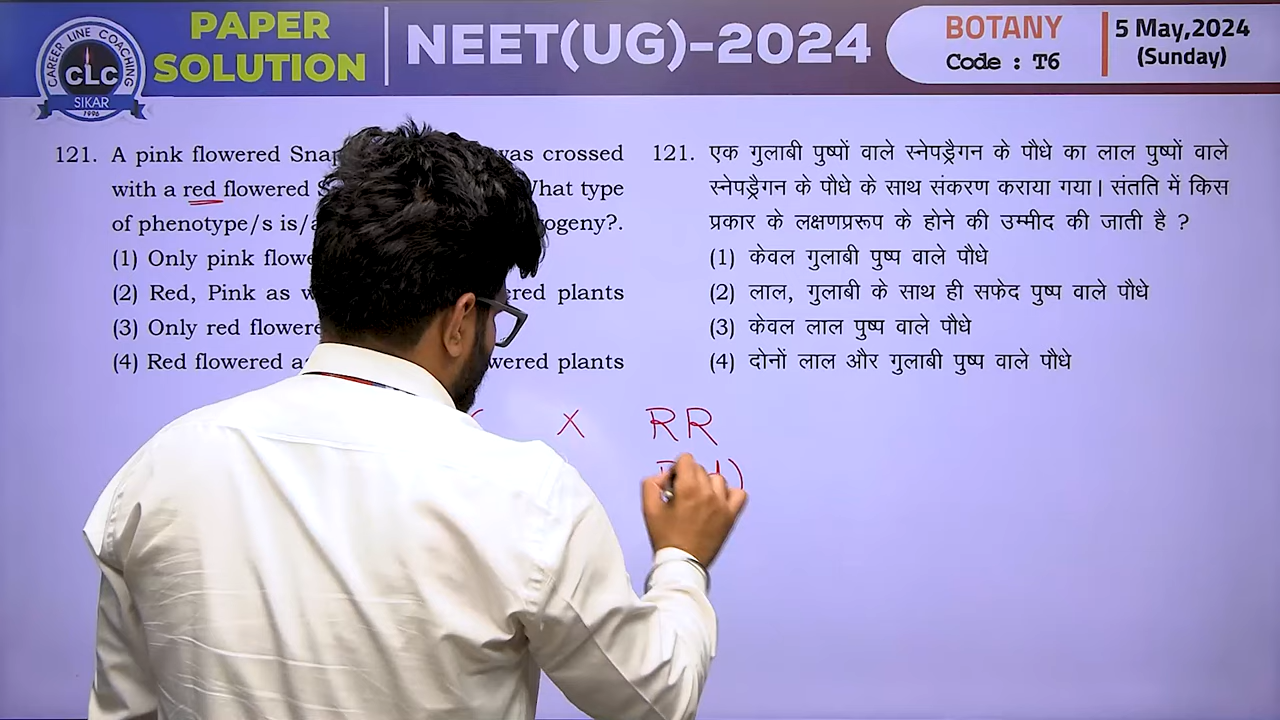 CAREER LINE COACHING
CLC
SIKAR
1996
PAPER
SOLUTION
NEET(UG)-2024
BOTANY
Code : T6
5 May,2024
(Sunday)
121. A pink flowered Snap was crossed
with a red flowered S What type
of phenotype/s is/a ogeny?.
(1) Only pink flowe
(2) Red, Pink as w red plants
(3) Only red flowere
(4) Red flowered as wered plants
121. एक गुलाबी पुष्पों वाले स्नेपड्रैगन के पौधे का लाल पुष्पों वाले
स्नेपड्रैगन के पौधे के साथ संकरण कराया गया। संतति में किस
प्रकार के लक्षणप्ररूप के होने की उम्मीद की जाती है ?
(1) केवल गुलाबी पुष्प वाले पौधे
(2) लाल, गुलाबी के साथ ही सफेद पुष्प वाले पौधे
(3) केवल लाल पुष्प वाले पौधे
(4) दोनों लाल और गुलाबी पुष्प वाले पौधे
× RR